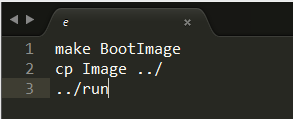 e
1 make BootImage
2 cp Image ../
3 ../run